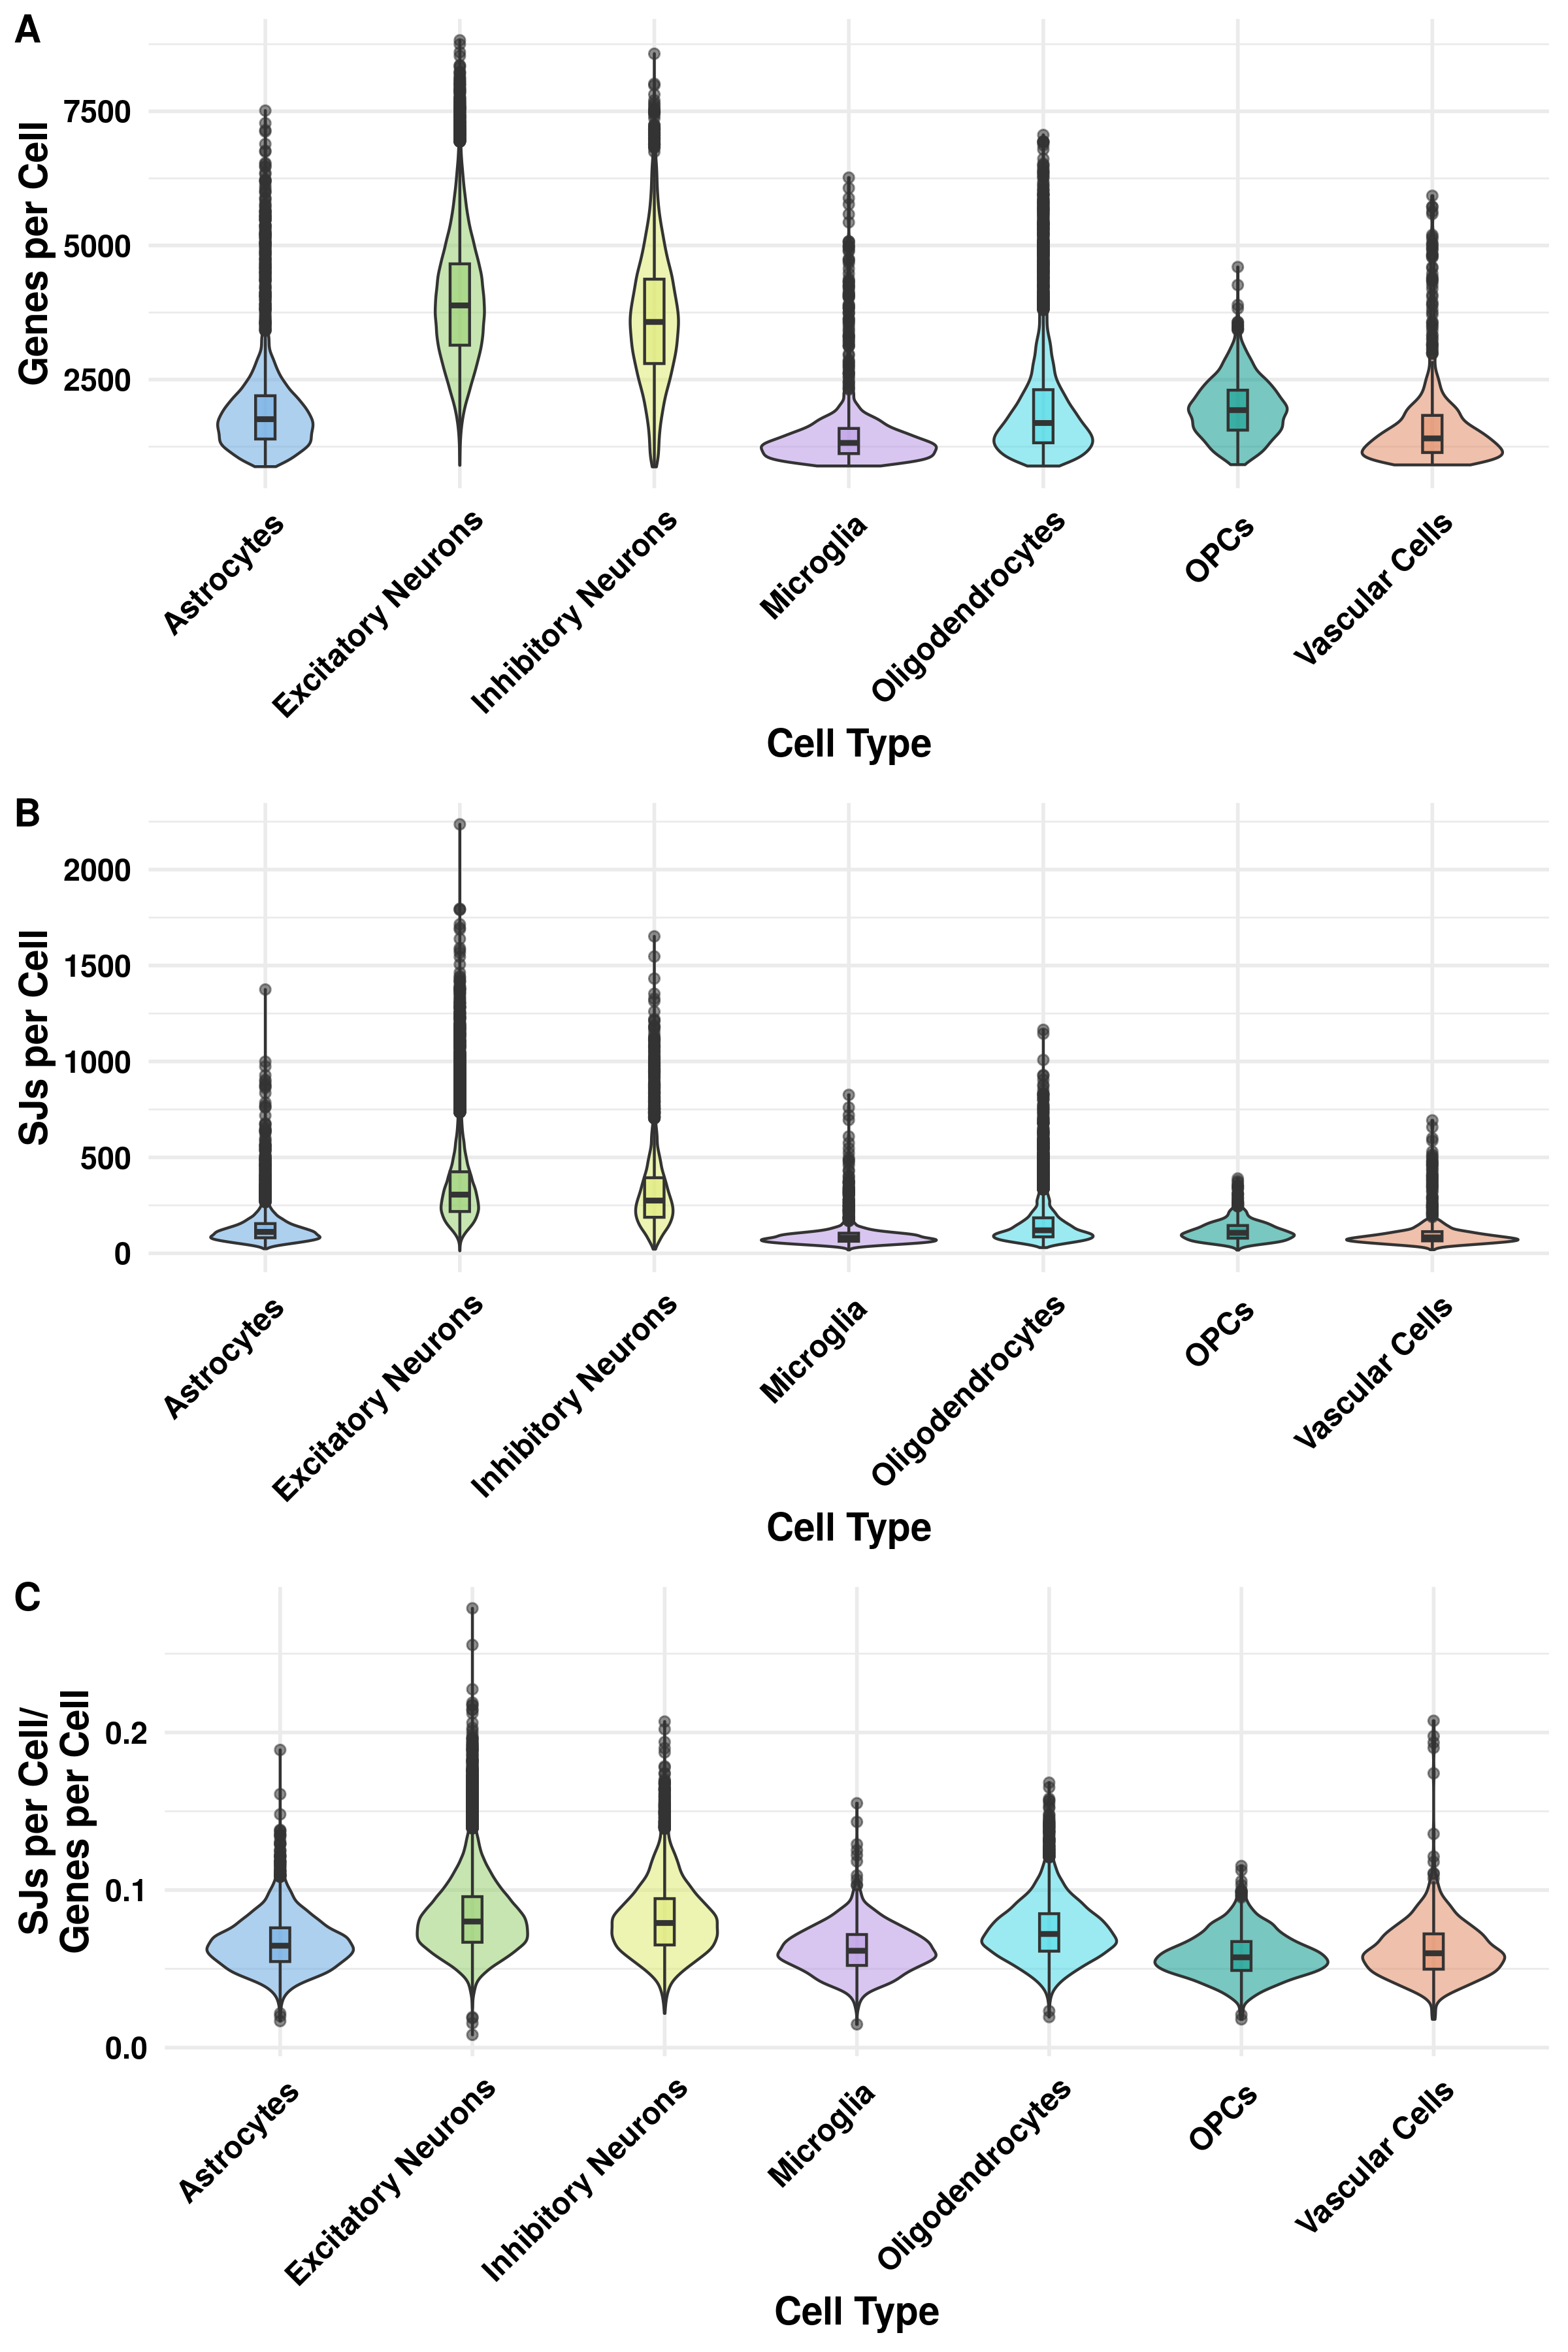 A
Genes per Cell
7500
5000
2500
Astrocytes
Excitatory Neurons
Inhibitory Neurons
Microglia
Oligodendrocytes
OPCs
Vascular Cells
Cell Type
B
SJs per Cell
2000
1500
1000
500
0
Astrocytes
Excitatory Neurons
Inhibitory Neurons
Microglia
Oligodendrocytes
OPCs
Vascular Cells
Cell Type
C
SJs per Cell/
Genes per Cell
0.2
0.1
0.0
Astrocytes
Excitatory Neurons
Inhibitory Neurons
Microglia
Oligodendrocytes
OPCs
Vascular Cells
Cell Type